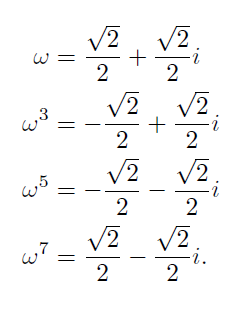 ω = √2/2 + √2/2 i
ω³ = −√2/2 + √2/2 i
ω⁵ = −√2/2 − √2/2 i
ω⁷ = √2/2 − √2/2 i.